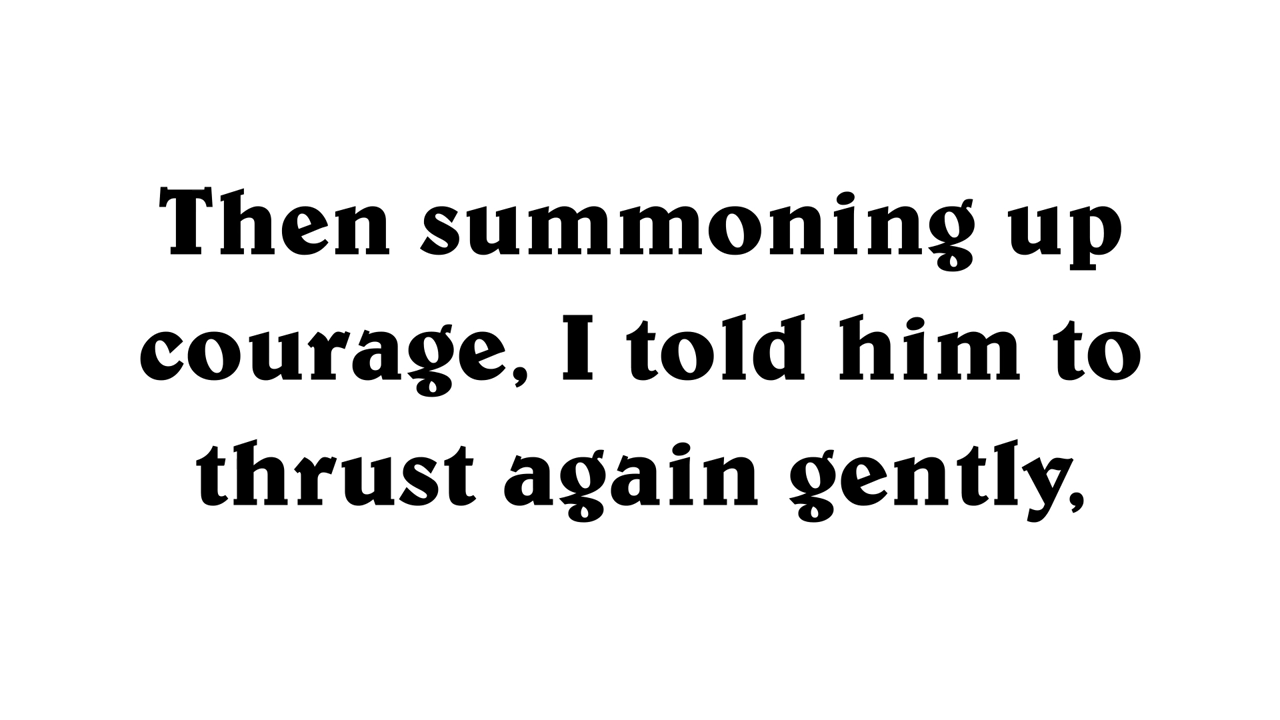 Then summoning up
courage, I told him to
thrust again gently,